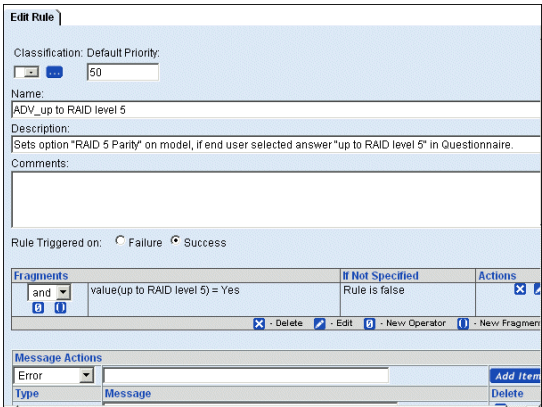 Edit Rule
Classification: Default Priority:
50
Name:
ADV_up to RAID level 5
Description:
Sets option "RAID 5 Parity" on model, if end user selected answer "up to RAID level 5" in Questionnaire.
Comments:
Rule Triggered on: Failure Success
Fragments If Not Specified Actions
and value(up to RAID level 5) = Yes Rule is false
- Delete - Edit - New Operator () - New Fragmen
Message Actions
Error Add Item
Type Message Delete